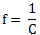 f = 1/C